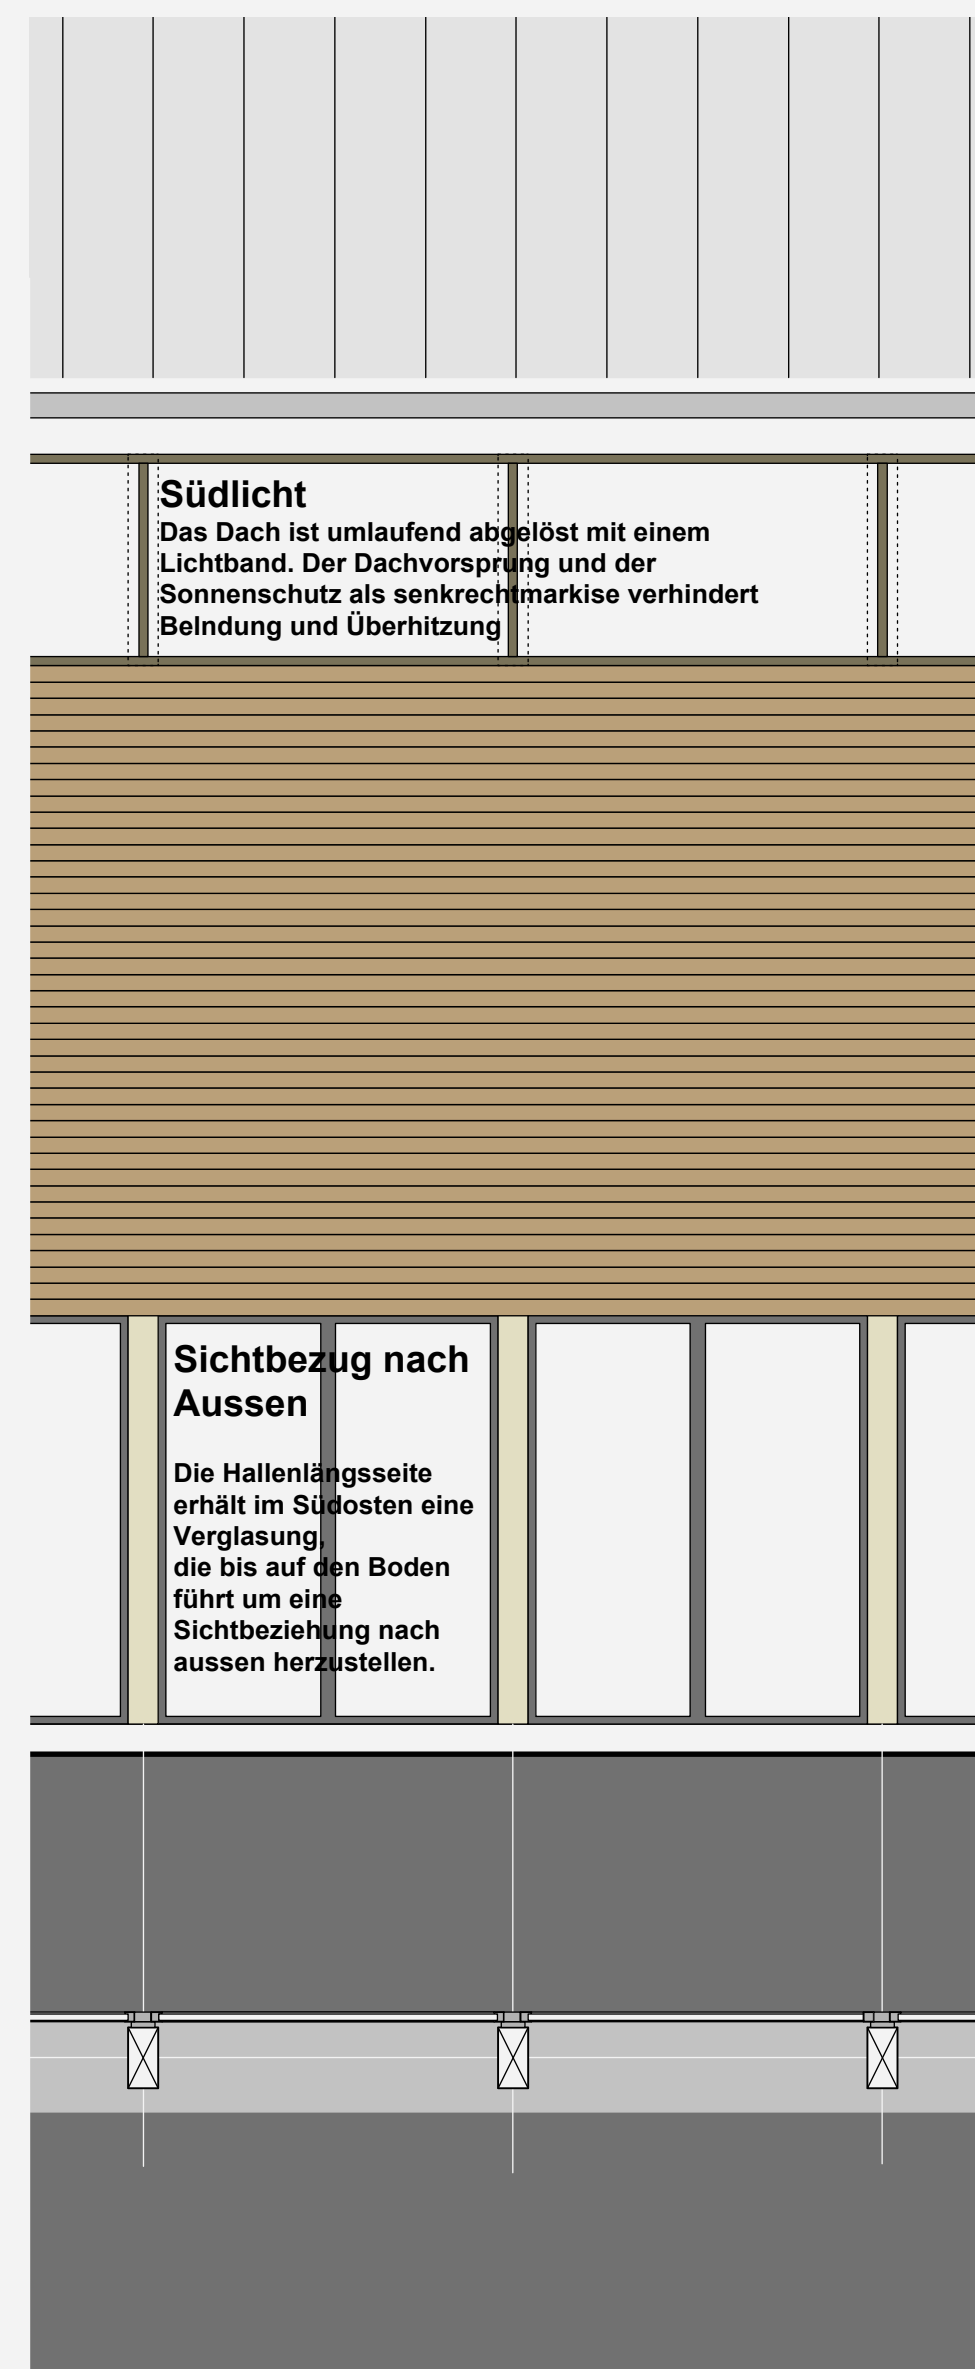 Südlicht
Das Dach ist umlaufend abgelöst mit einem
Lichtband. Der Dachvorsprung und der
Sonnenschutz als senkrechtmarkise verhindert
Belndung und Überhitzung
Sichtbezug nach
Aussen
Die Hallenlängsseite
erhält im Südosten eine
Verglasung,
die bis auf den Boden
führt um eine
Sichtbeziehung nach
aussen herzustellen.